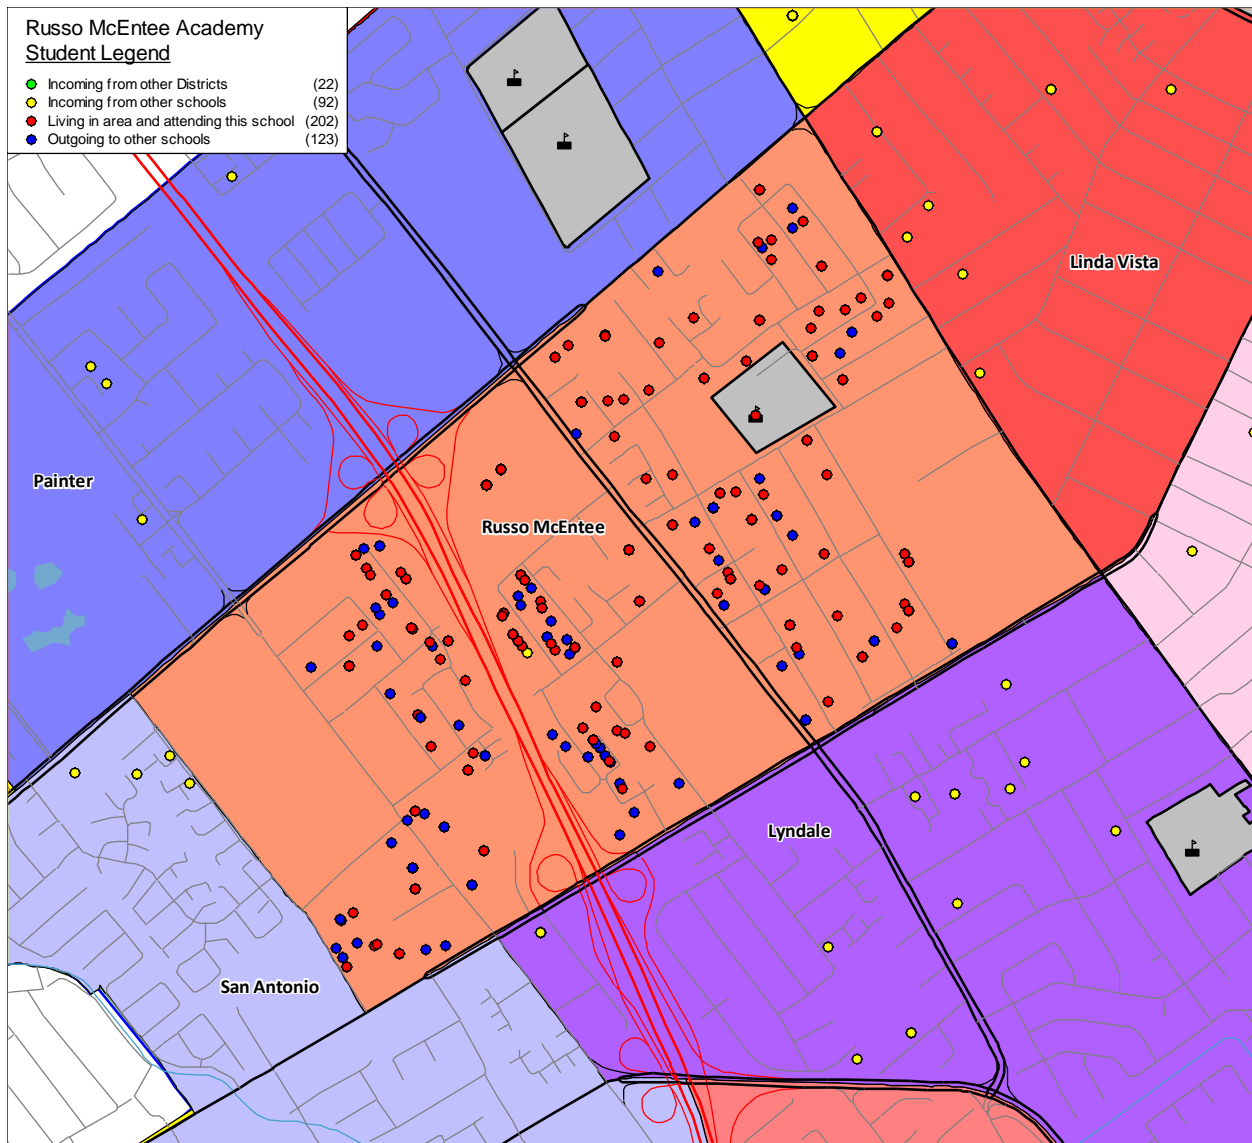 Russo McEntee Academy
Student Legend
Incoming from other Districts (22)
Incoming from other schools (92)
Living in area and attending this school (202)
Outgoing to other schools (123)
Linda Vista
Painter
Russo McEntee
Lyndale
San Antonio